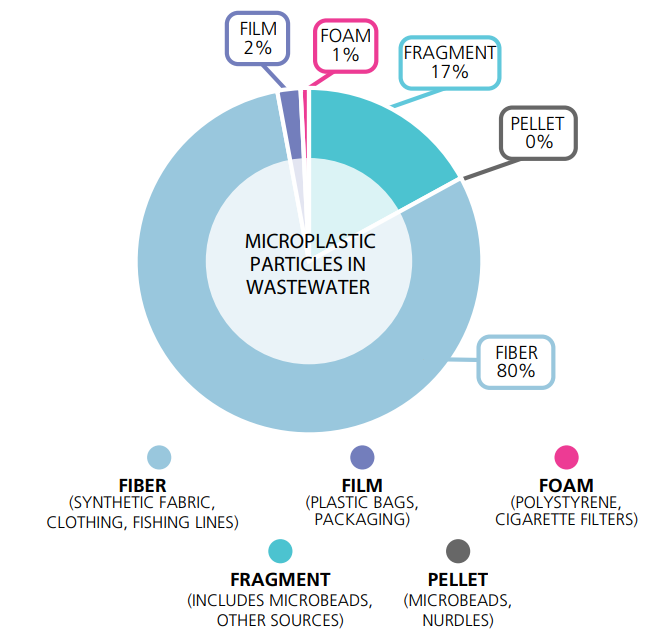 FILM
2%
FOAM
1%
FRAGMENT
17%
PELLET
0%
MICROPLASTIC
PARTICLES IN
WASTEWATER
FIBER
80%
FIBER
(SYNTHETIC FABRIC,
CLOTHING, FISHING LINES)
FILM
(PLASTIC BAGS,
PACKAGING)
FOAM
(POLYSTYRENE,
CIGARETTE FILTERS)
FRAGMENT
(INCLUDES MICROBEADS,
OTHER SOURCES)
PELLET
(MICROBEADS,
NURDLES)